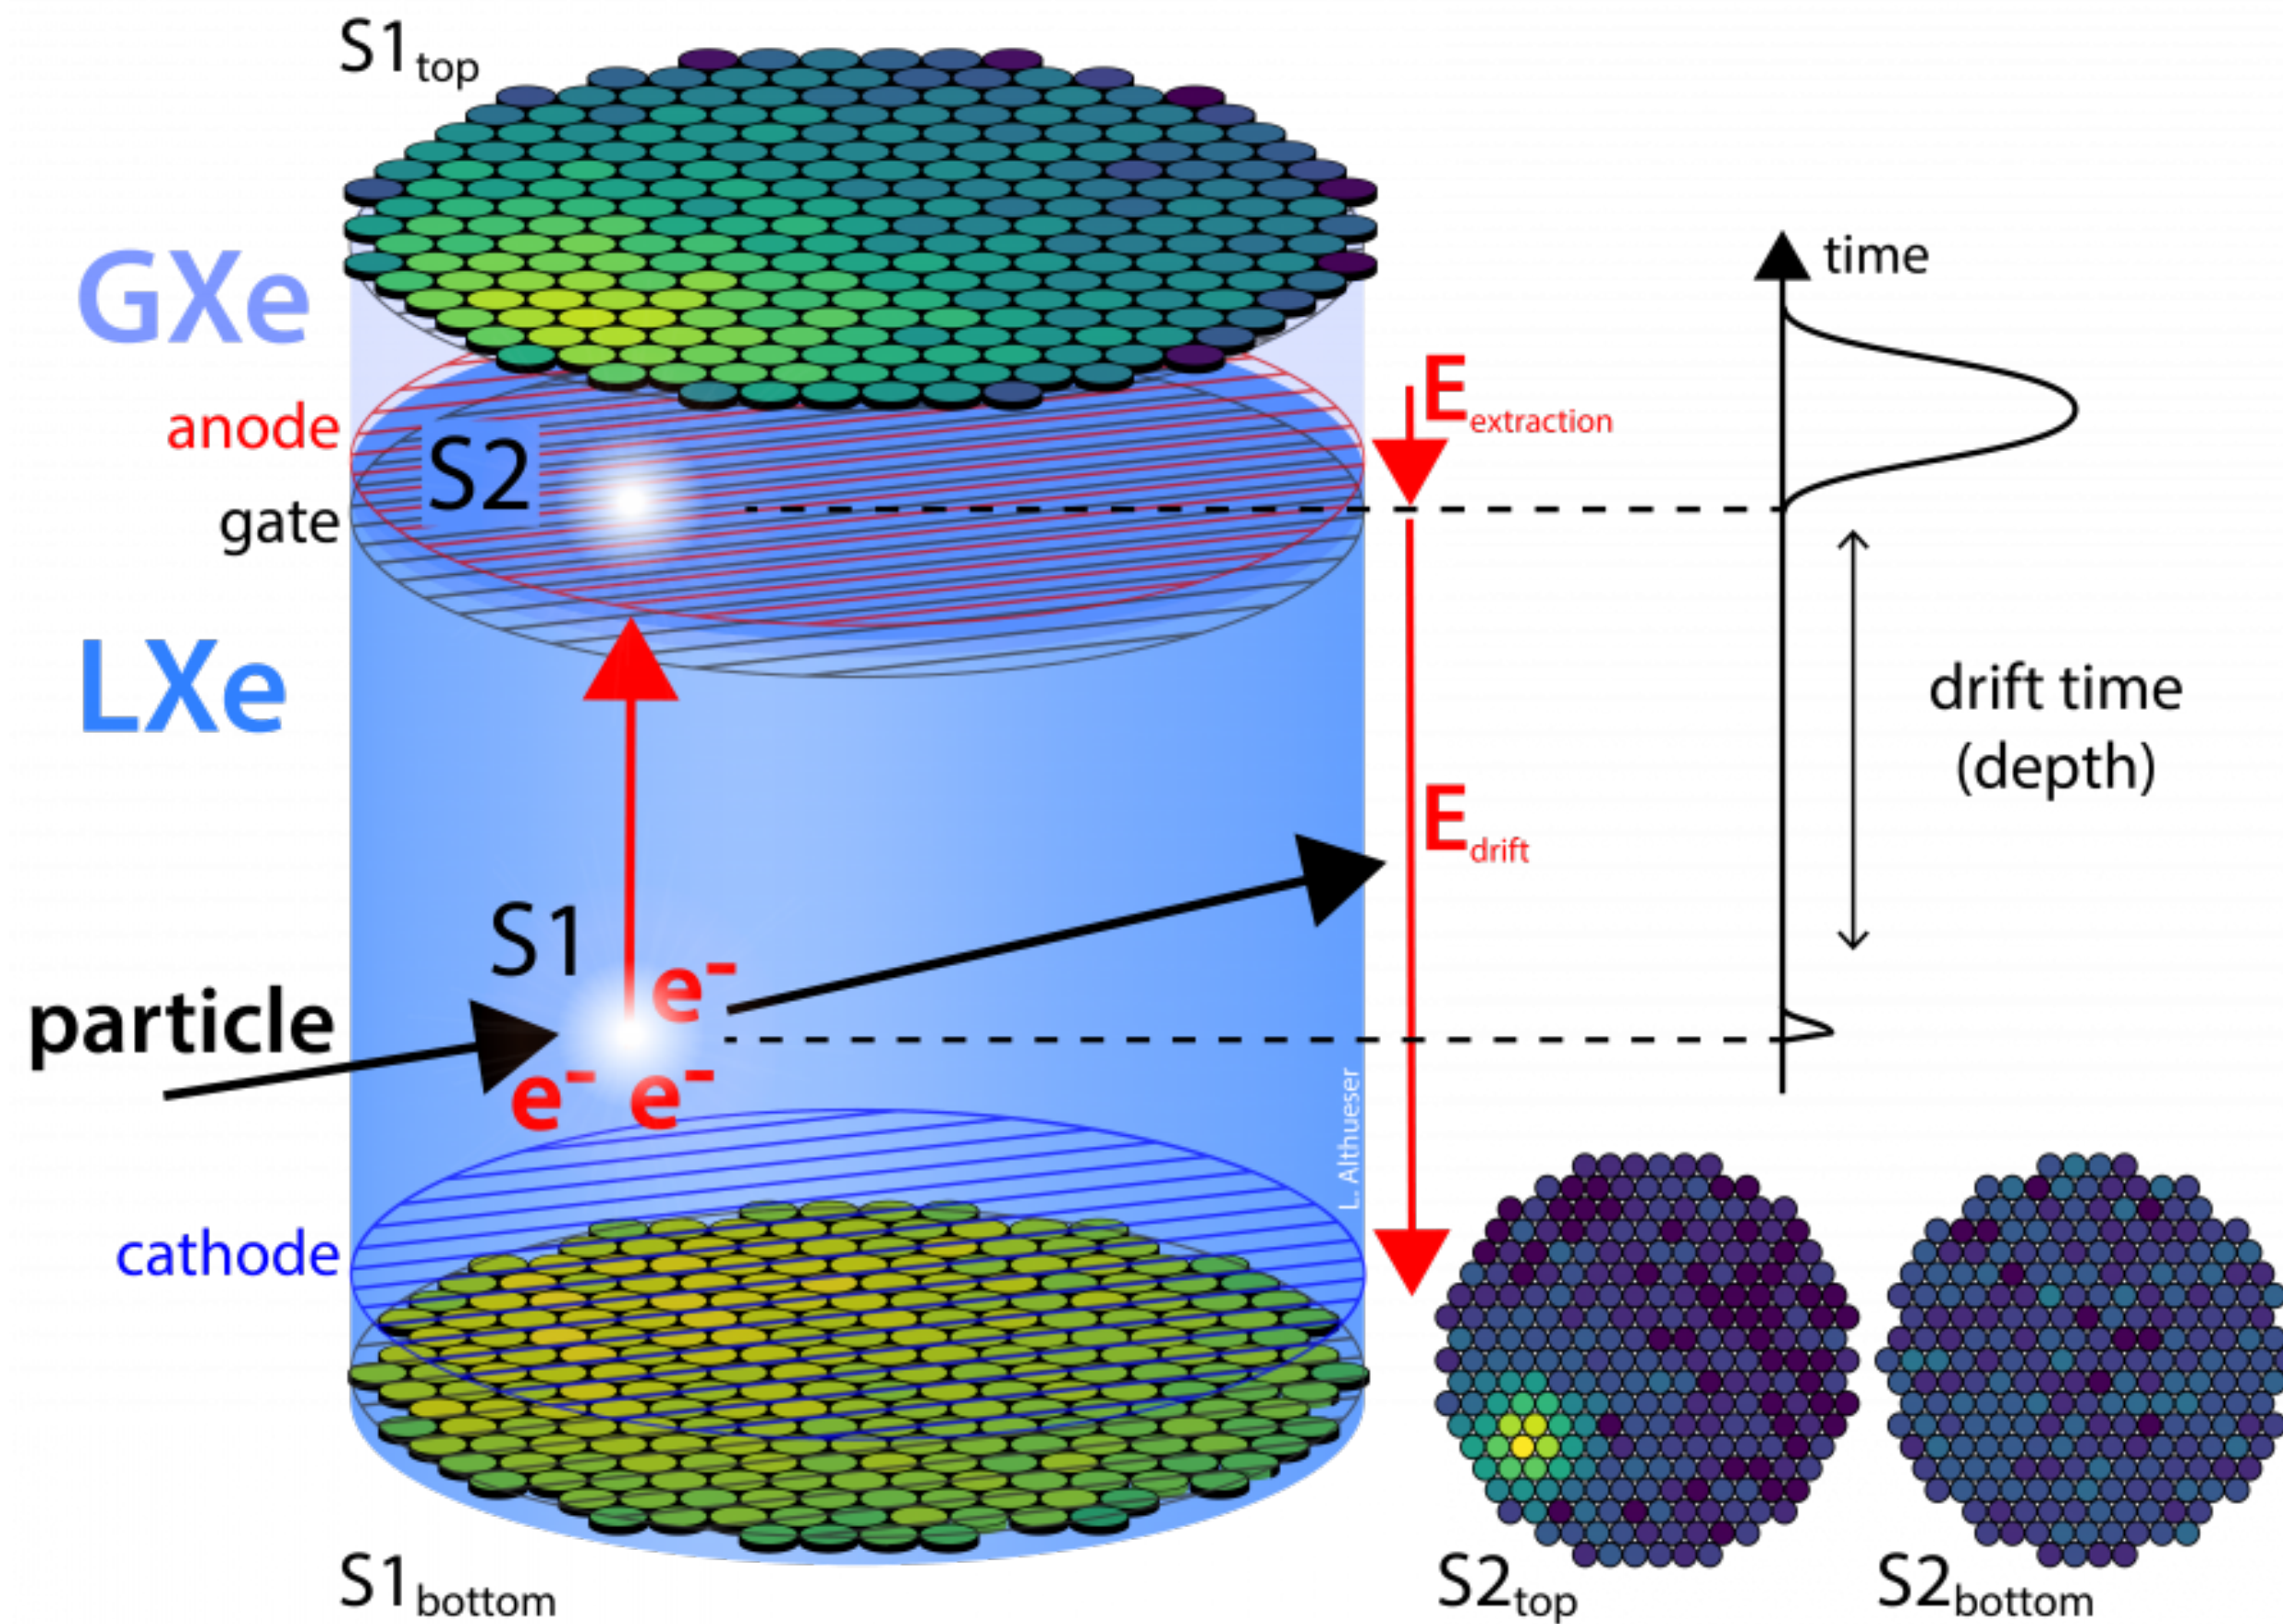 S1top
GXe
anode
S2
gate
LXe
S1
e-
particle
e- e-
cathode
S1bottom
Eextraction
Edrift
L. Althueser
time
drift time
(depth)
S2top
S2bottom